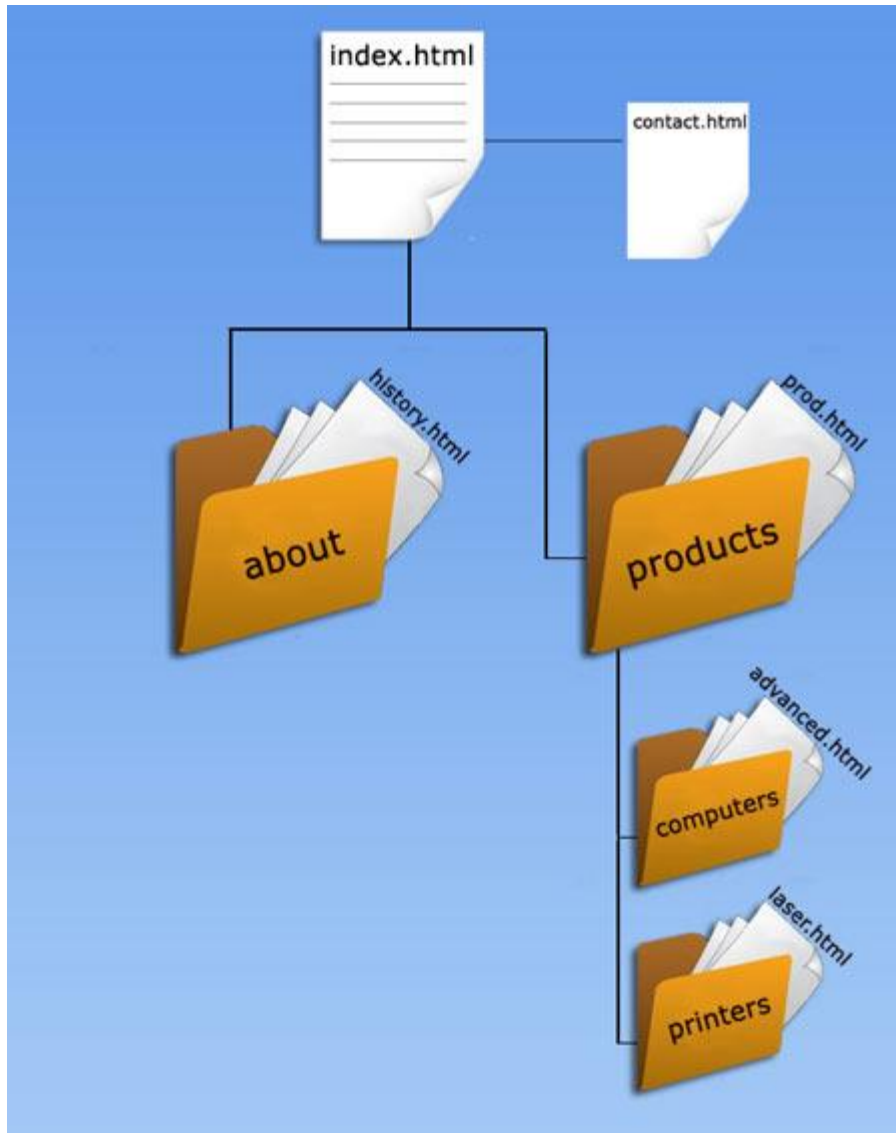 index.html
contact.html
history.html
about
prod.html
products
advanced.html
computers
laser.html
printers